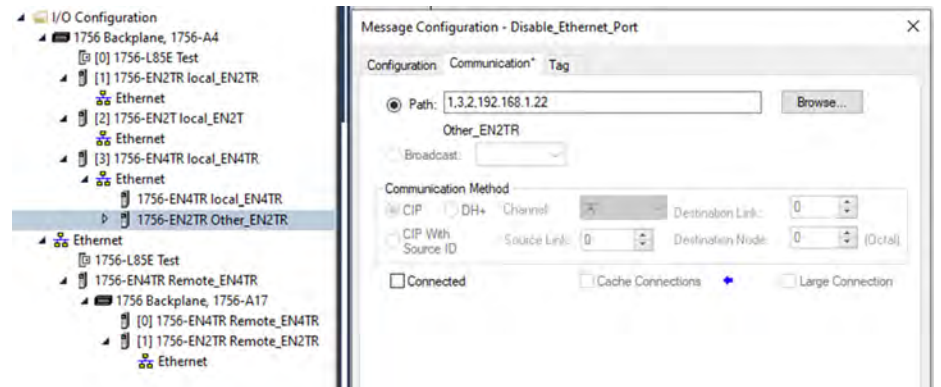 I/O Configuration
1756 Backplane, 1756-A4
[0] 1756-L85E Test
[1] 1756-EN2TR local_EN2TR
Ethernet
[2] 1756-EN2T local_EN2T
Ethernet
[3] 1756-EN4TR local_EN4TR
Ethernet
1756-EN4TR local_EN4TR
1756-EN2TR Other_EN2TR
Ethernet
1756-L85E Test
1756-EN4TR Remote_EN4TR
1756 Backplane, 1756-A17
[0] 1756-EN4TR Remote_EN4TR
[1] 1756-EN2TR Remote_EN2TR
Ethernet
Message Configuration - Disable_Ethernet_Port
Configuration Communication* Tag
Path: 1,3,2,192.168.1.22 Browse...
Other_EN2TR
Broadcast:
Communication Method
CIP DH+ Channel: 'A' Destination Link: 0
CIP With Source ID Source Link: 0 Destination Node: 0 (Octal)
Connected Cache Connections Large Connection